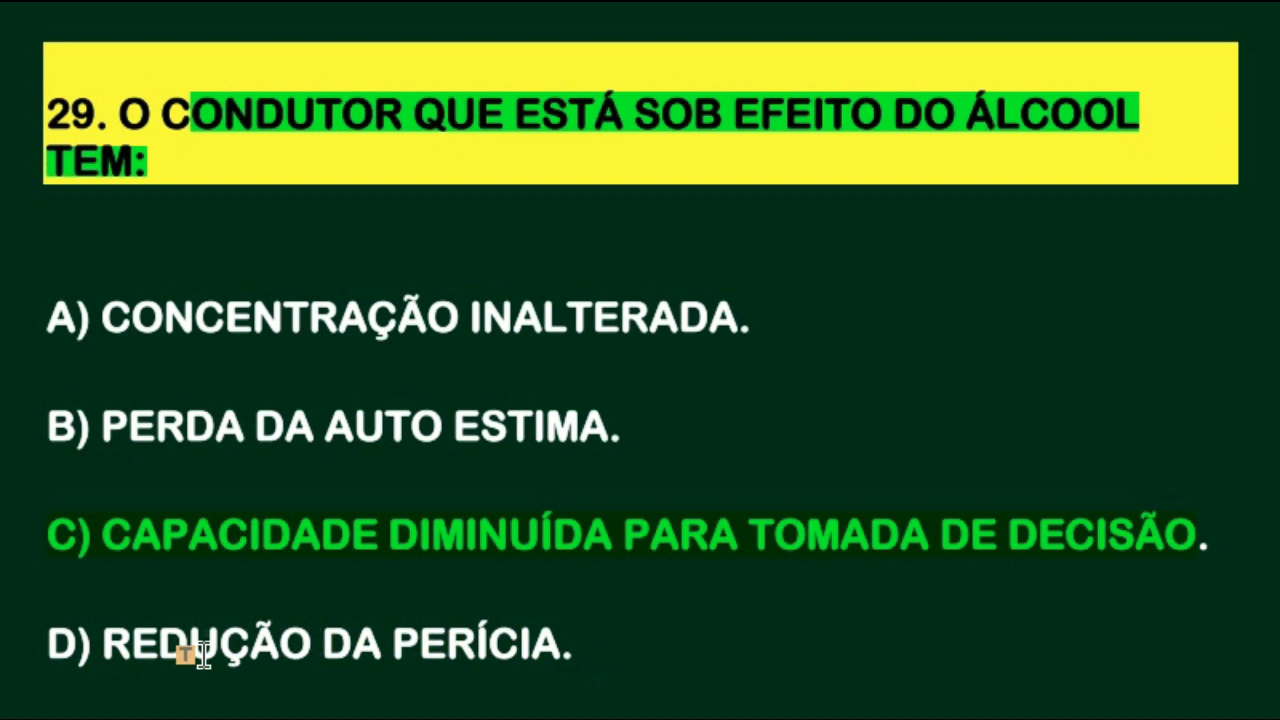 29. O CONDUTOR QUE ESTÁ SOB EFEITO DO ÁLCOOL
TEM:
A) CONCENTRAÇÃO INALTERADA.
B) PERDA DA AUTO ESTIMA.
C) CAPACIDADE DIMINUÍDA PARA TOMADA DE DECISÃO.
D) REDUÇÃO DA PERÍCIA.
T